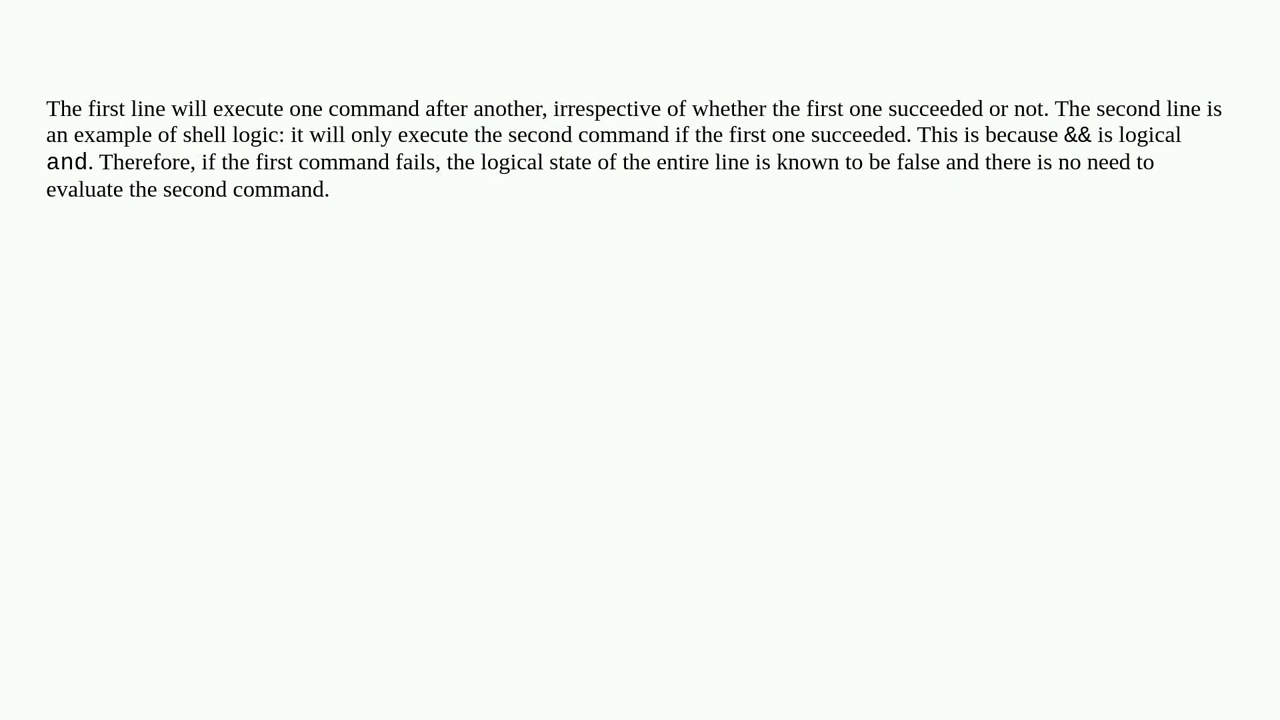 The first line will execute one command after another, irrespective of whether the first one succeeded or not. The second line is
an example of shell logic: it will only execute the second command if the first one succeeded. This is because && is logical
and. Therefore, if the first command fails, the logical state of the entire line is known to be false and there is no need to
evaluate the second command.